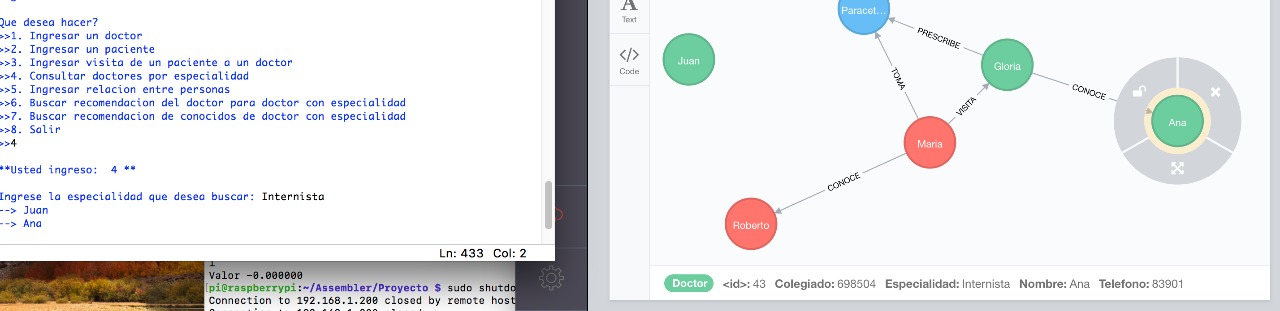 Que desea hacer?
>>1. Ingresar un doctor
>>2. Ingresar un paciente
>>3. Ingresar visita de un paciente a un doctor
>>4. Consultar doctores por especialidad
>>5. Ingresar relacion entre personas
>>6. Buscar recomendacion del doctor para doctor con especialidad
>>7. Buscar recomendacion de conocidos de doctor con especialidad
>>8. Salir
>>4
**Usted ingreso:  4 **
Ingrese la especialidad que desea buscar: Internista
--> Juan
--> Ana
Ln: 433 Col: 2
Valor -0.000000
[pi@raspberrypi:~/Assembler/Proyecto $ sudo shutdo
Connection to 192.168.1.200 closed by remote host
Text
Code
Paracet...
PRESCRIBE
Juan
Gloria
TOMA
CONOCE
VISITA
Ana
Maria
CONOCE
Roberto
Doctor <id>: 43 Colegiado: 698504 Especialidad: Internista Nombre: Ana Telefono: 83901